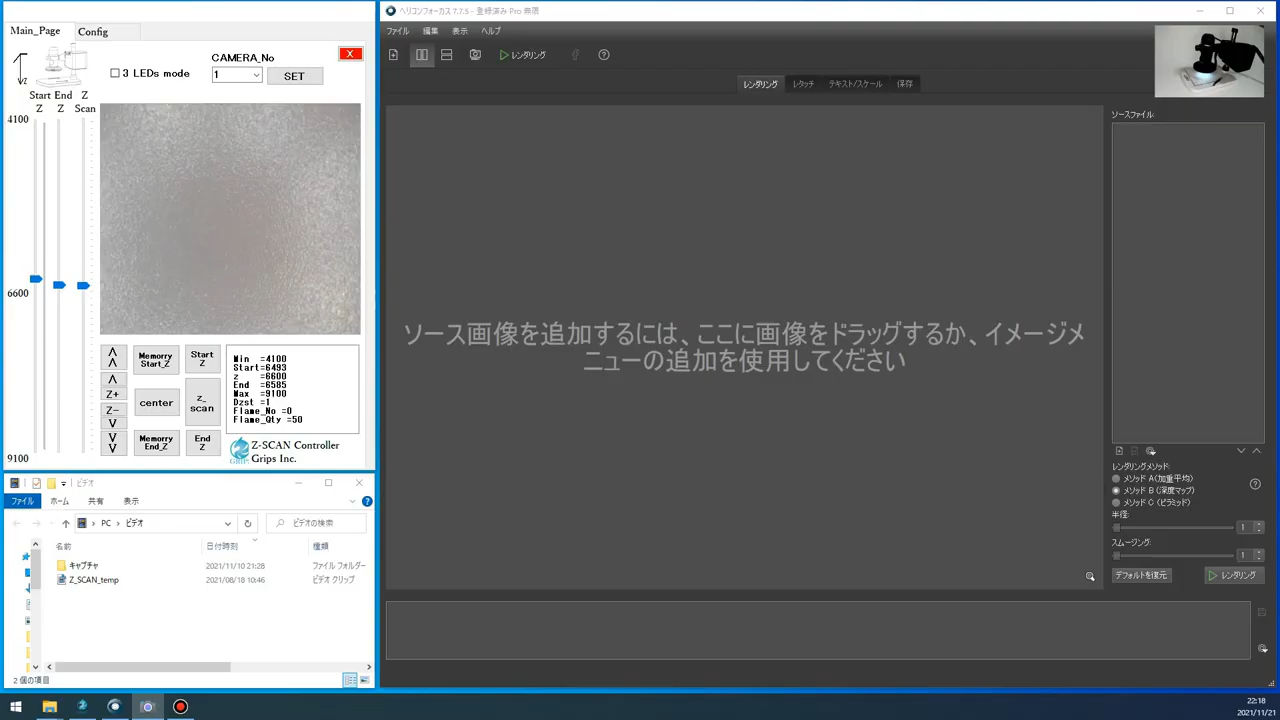 Main_Page
Config
X
CAMERA_No
3 LEDs mode
1
SET
Vz
Start Z
End Z
Z Scan
4100
6600
9100
Memorry Start_Z
Start Z
Z+
center
z_ scan
Z−
Memorry End_Z
End Z
Min =4100
Start=6493
z =6600
End =6585
Max =9100
Dzst =1
Flame_No =0
Flame_Qty =50
GRIPS
Z-SCAN Controller
Grips Inc.
ビデオ
ファイル
ホーム
共有
表示
PC
ビデオ
ビデオの検索
名前
日付時刻
種類
キャプチャ
2021/11/10 21:28
ファイル フォルダー
Z_SCAN_temp
2021/08/18 10:46
ビデオ クリップ
2 個の項目
ヘリコンフォーカス 7.7.5 - 登録済み Pro 無限
ファイル
編集
表示
ヘルプ
レンダリング
レンダリング
レタッチ
テキスト/スケール
保存
ソース画像を追加するには、ここに画像をドラッグするか、イメージメ
ニューの追加を使用してください
ソースファイル:
レンダリングメソッド:
メソッド A(加重平均)
メソッド B (深度マップ)
メソッド C (ピラミッド)
半径:
1
スムージング:
1
デフォルトを復元
レンダリング
22:18
2021/11/21